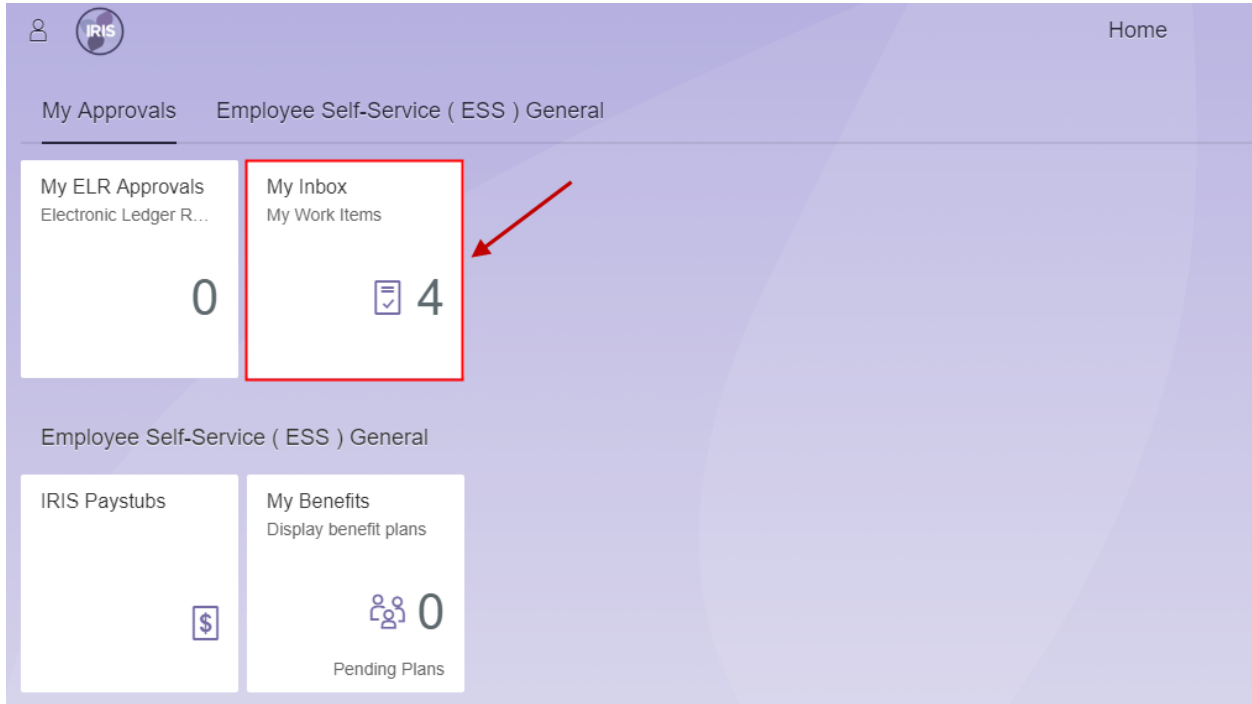 IRIS
Home
My Approvals
Employee Self-Service ( ESS ) General
My ELR Approvals
Electronic Ledger R...
0
My Inbox
My Work Items
4
Employee Self-Service ( ESS ) General
IRIS Paystubs
$
My Benefits
Display benefit plans
0
Pending Plans